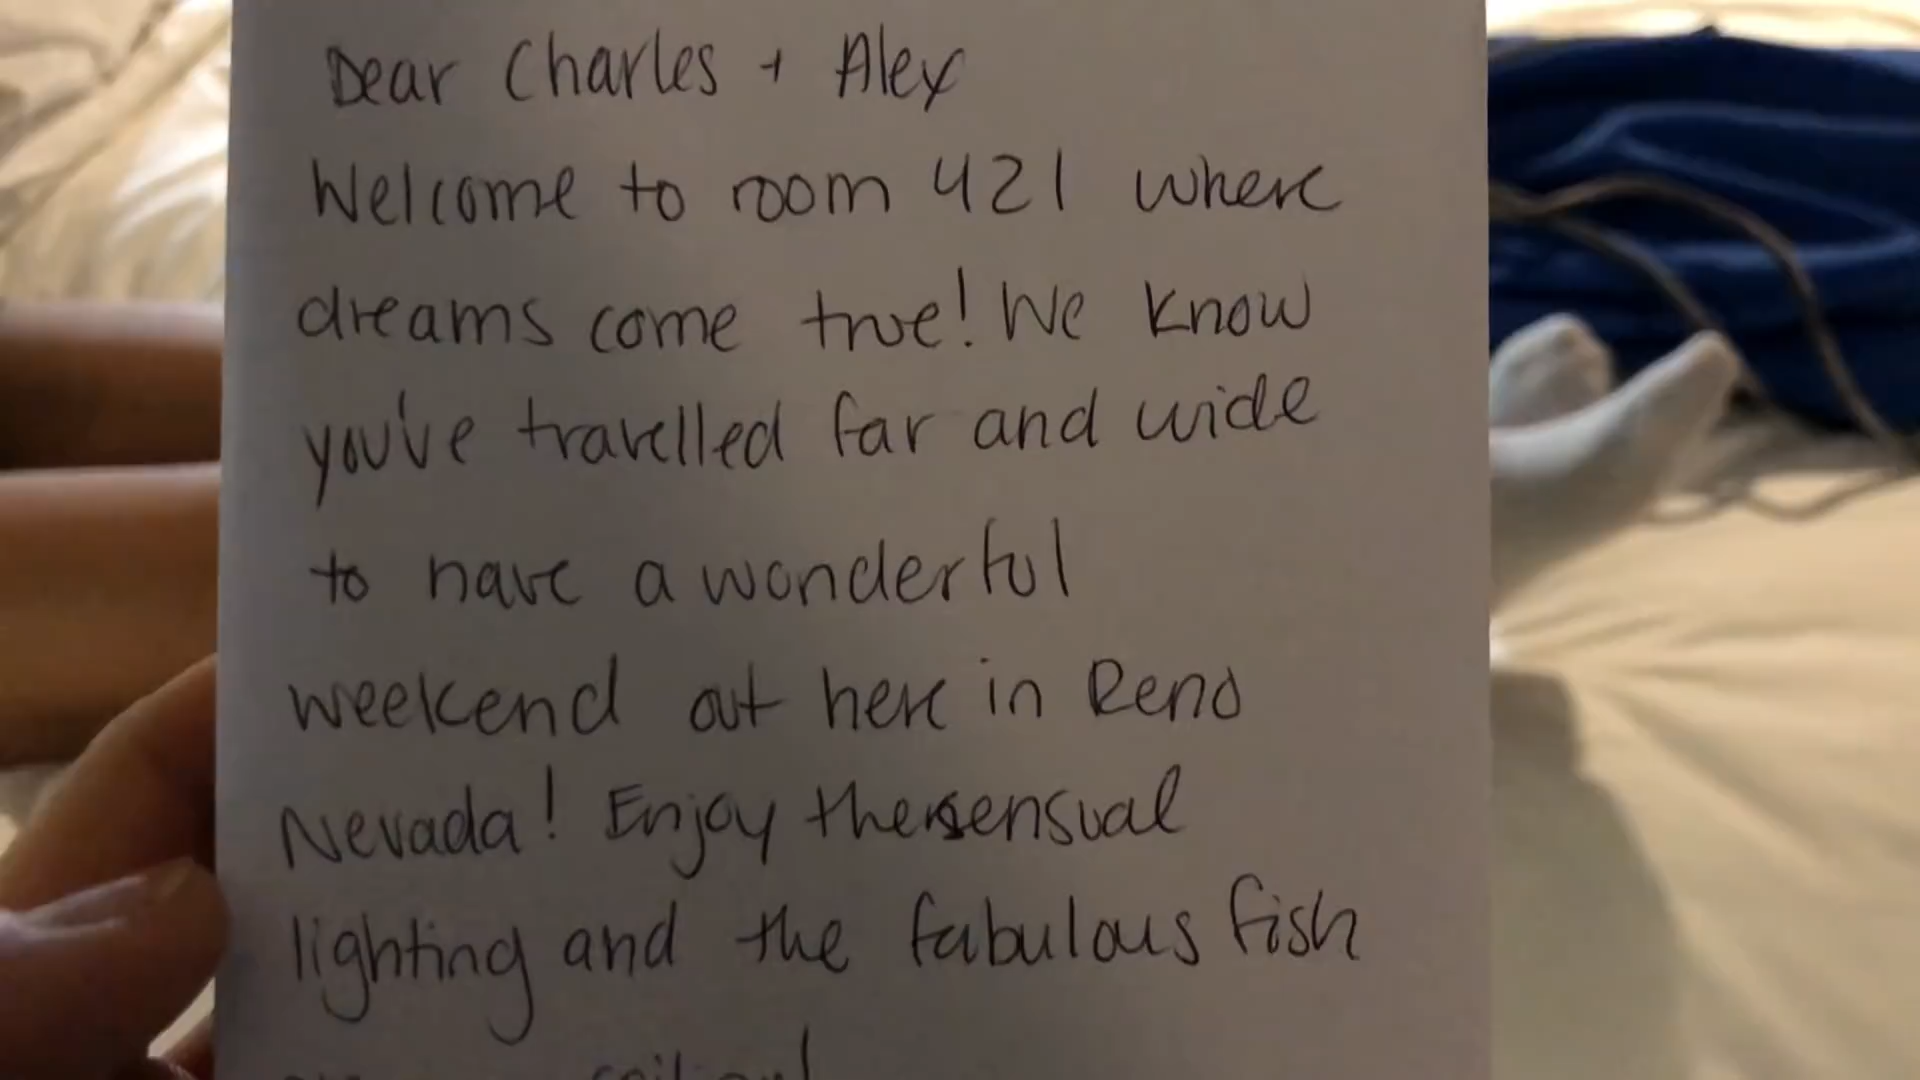 Dear Charles + Alex
Welcome to room 421 where
dreams come true! We know
you've travelled far and wide
to have a wonderful
weekend out here in Reno
Nevada! Enjoy the sensual
lighting and the fabulous fish